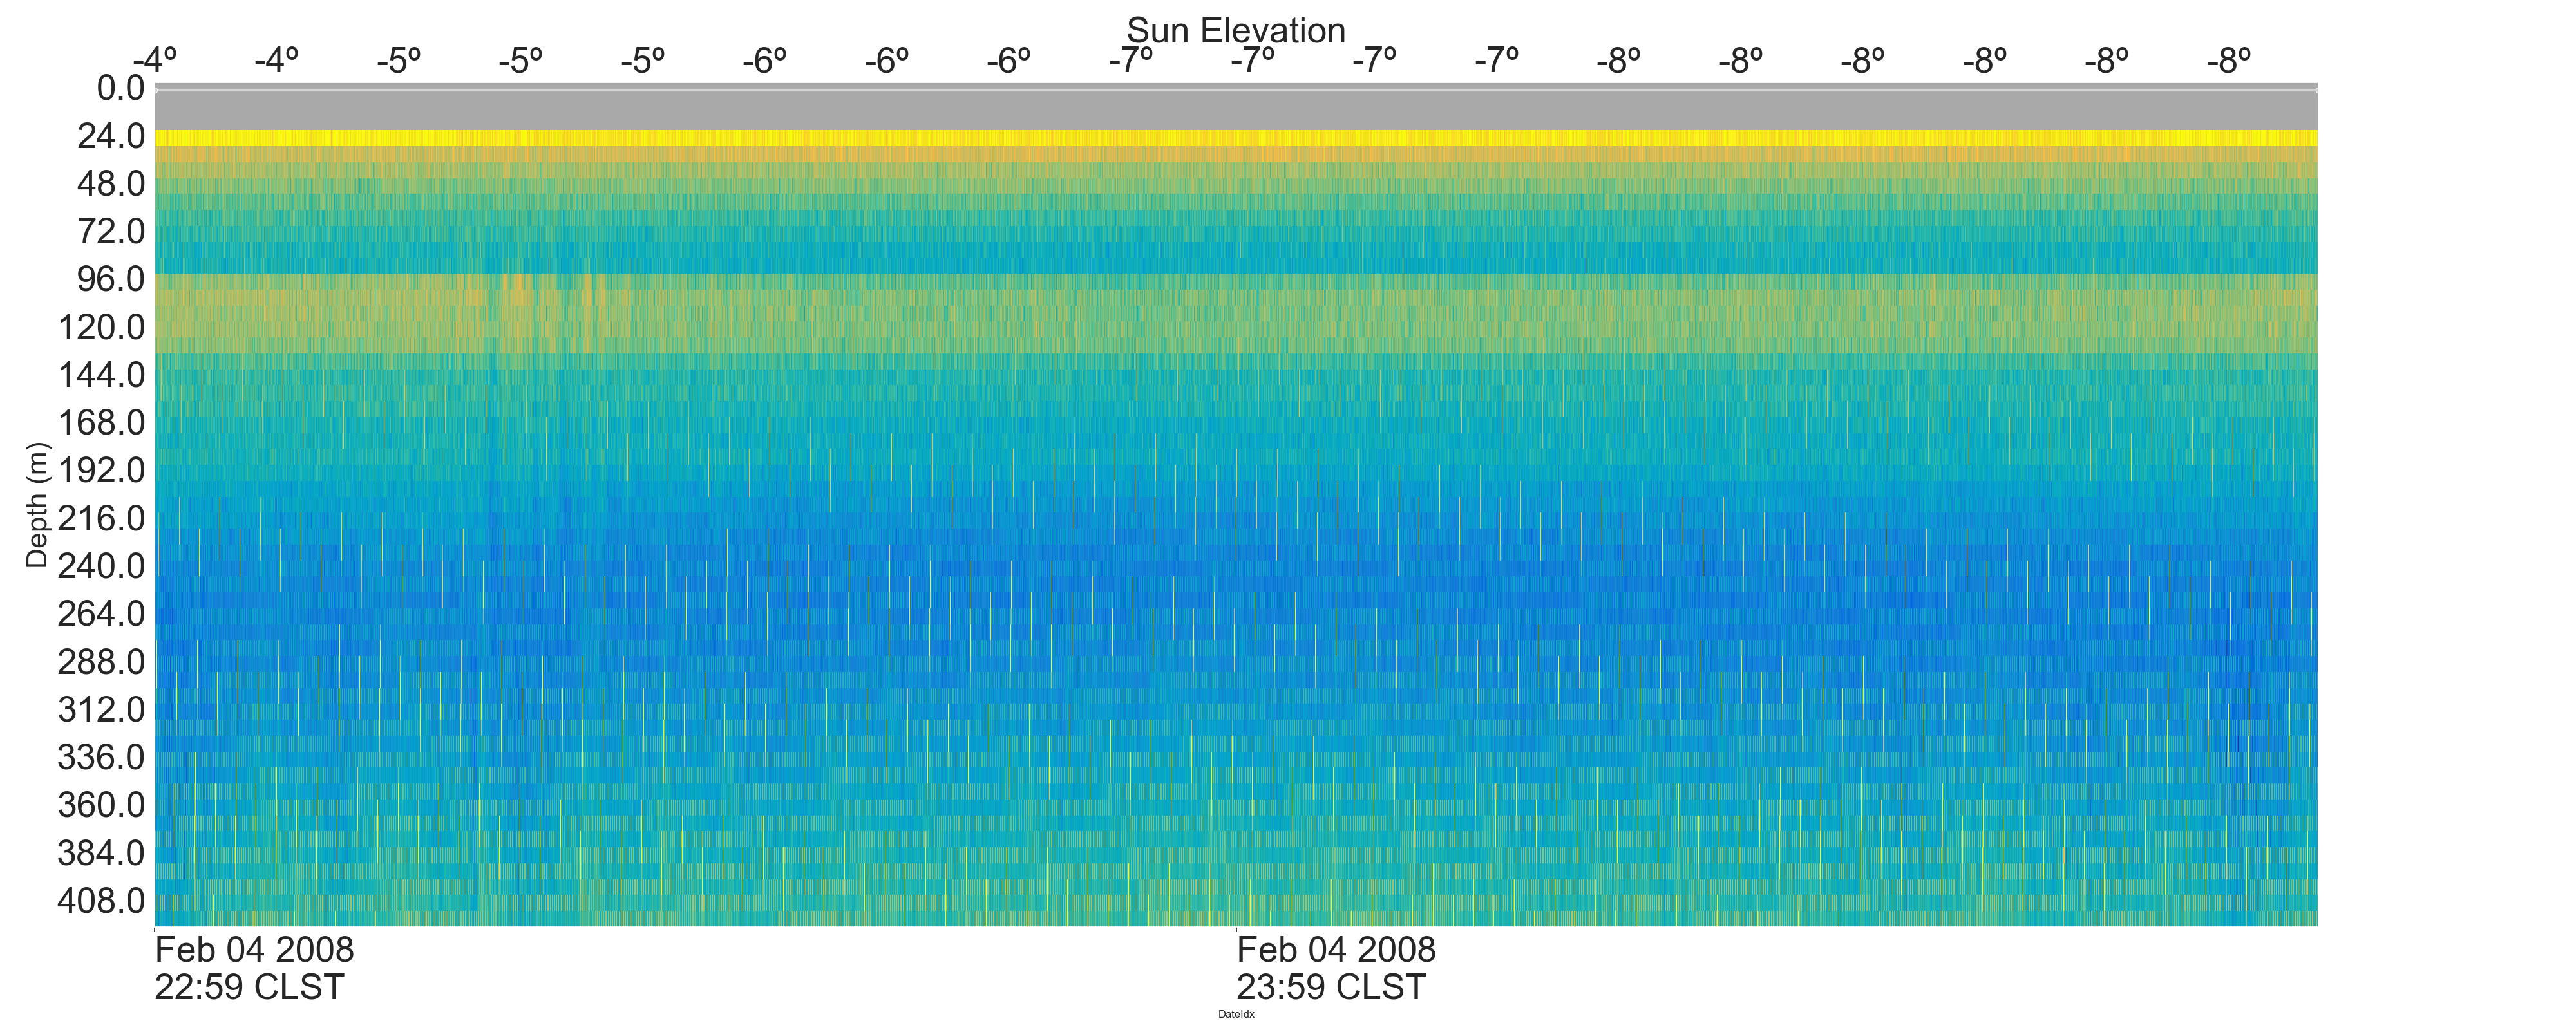 Sun Elevation
-4º -4º -5º -5º -5º -6º -6º -6º -7º -7º -7º -7º -8º -8º -8º -8º -8º -8º
0.0
24.0
48.0
72.0
96.0
120.0
144.0
168.0
192.0
216.0
240.0
264.0
288.0
312.0
336.0
360.0
384.0
408.0
Depth (m)
Feb 04 2008
22:59 CLST
Feb 04 2008
23:59 CLST
DateIdx